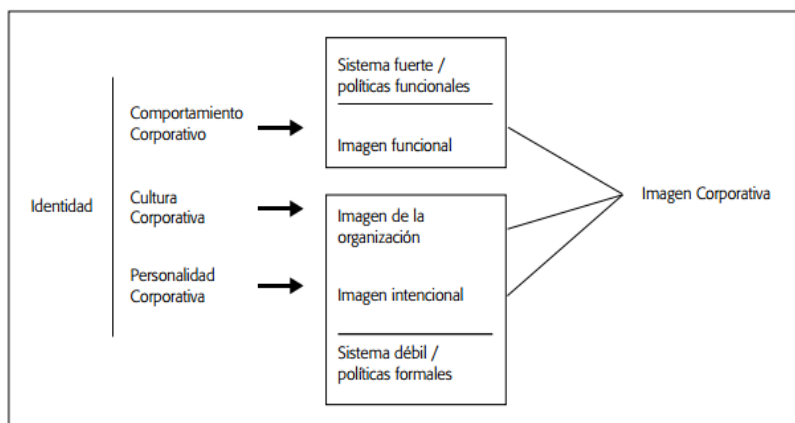 Identidad
Comportamiento
Corporativo
Cultura
Corporativa
Personalidad
Corporativa
Sistema fuerte /
políticas funcionales
Imagen funcional
Imagen de la
organización
Imagen intencional
Sistema débil /
políticas formales
Imagen Corporativa